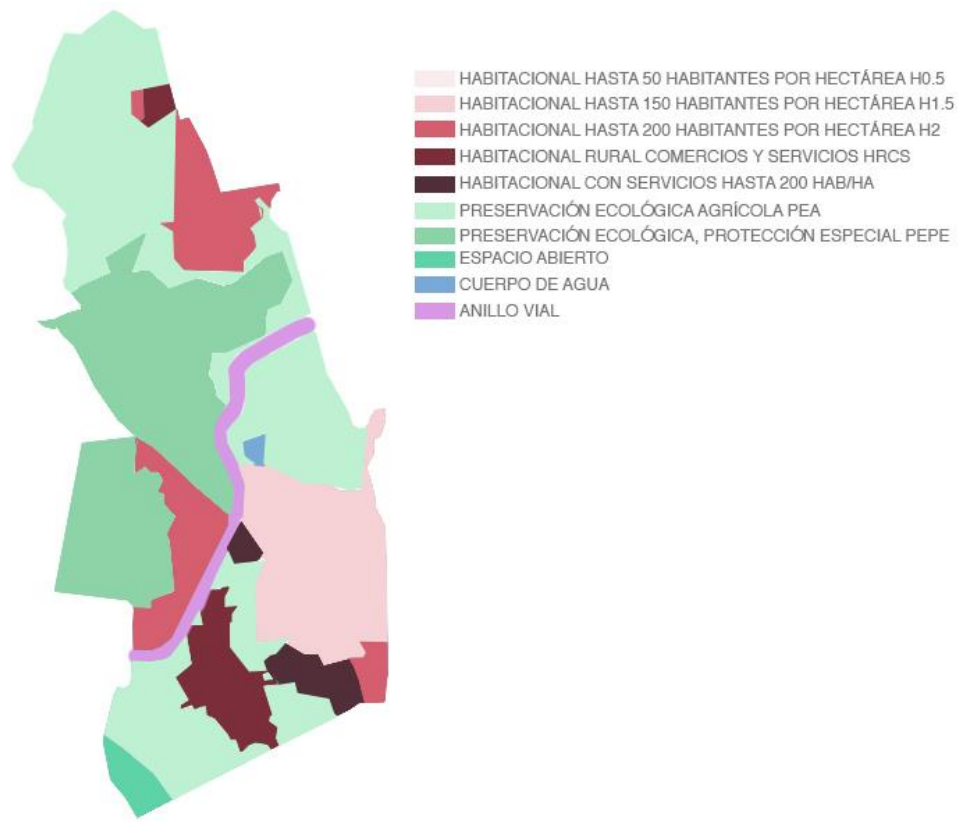 HABITACIONAL HASTA 50 HABITANTES POR HECTÁREA H0.5
HABITACIONAL HASTA 150 HABITANTES POR HECTÁREA H1.5
HABITACIONAL HASTA 200 HABITANTES POR HECTÁREA H2
HABITACIONAL RURAL COMERCIOS Y SERVICIOS HRCS
HABITACIONAL CON SERVICIOS HASTA 200 HAB/HA
PRESERVACIÓN ECOLÓGICA AGRÍCOLA PEA
PRESERVACIÓN ECOLÓGICA, PROTECCIÓN ESPECIAL PEPE
ESPACIO ABIERTO
CUERPO DE AGUA
ANILLO VIAL